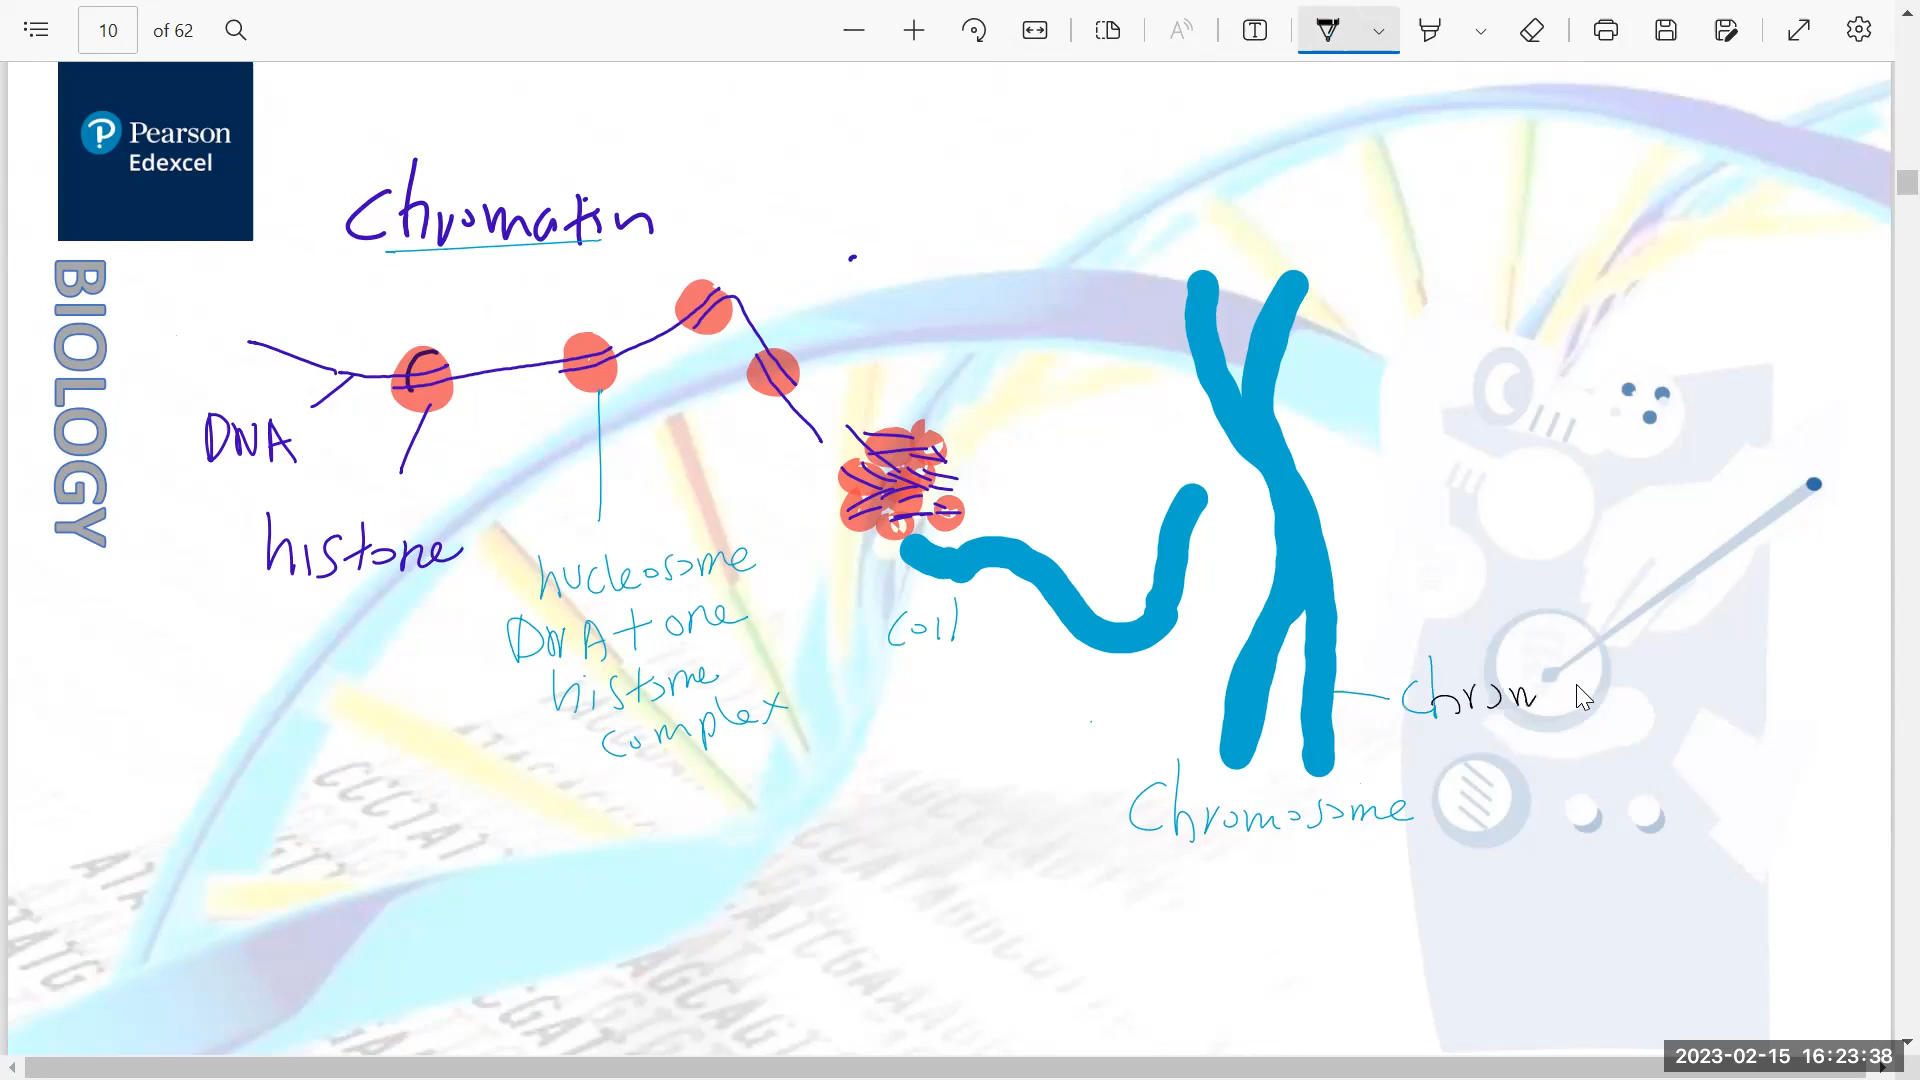 10 of 62
Pearson
Edexcel
BIOLOGY
Chromatin
DNA
histone
nucleosome
DNA + one
histone
complex
coil
chrom
Chromosome
2023-02-15 16:23:38